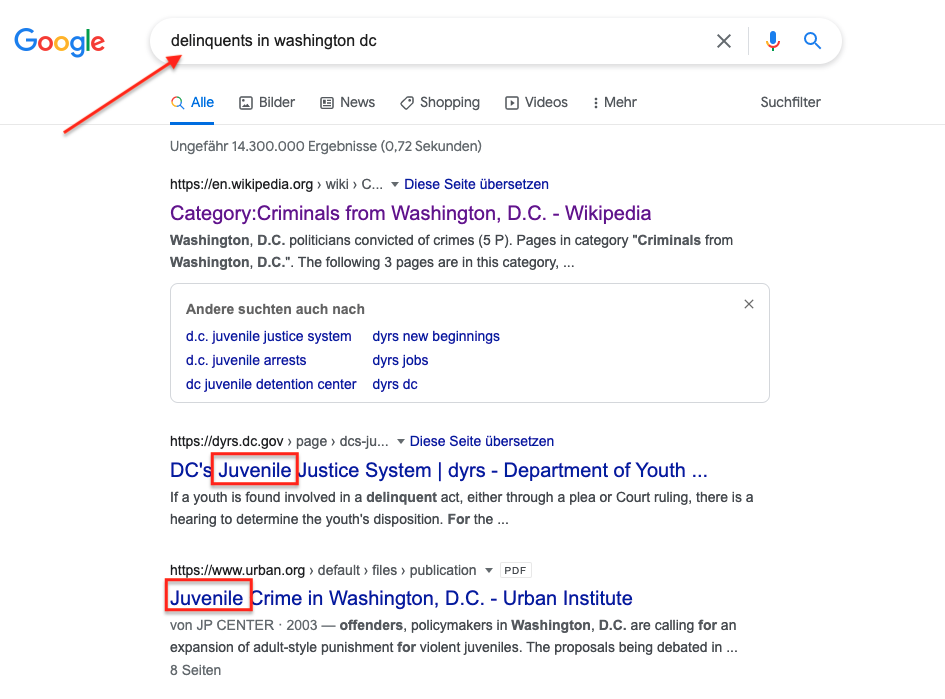 Google
delinquents in washington dc
Alle Bilder News Shopping Videos Mehr Suchfilter
Ungefähr 14.300.000 Ergebnisse (0,72 Sekunden)
https://en.wikipedia.org › wiki › C... Diese Seite übersetzen
Category:Criminals from Washington, D.C. - Wikipedia
Washington, D.C. politicians convicted of crimes (5 P). Pages in category "Criminals from
Washington, D.C.". The following 3 pages are in this category, ...
Andere suchten auch nach
d.c. juvenile justice system dyrs new beginnings
d.c. juvenile arrests dyrs jobs
dc juvenile detention center dyrs dc
https://dyrs.dc.gov › page › dcs-ju... Diese Seite übersetzen
DC's Juvenile Justice System | dyrs - Department of Youth ...
If a youth is found involved in a delinquent act, either through a plea or Court ruling, there is a
hearing to determine the youth's disposition. For the ...
https://www.urban.org › default › files › publication PDF
Juvenile Crime in Washington, D.C. - Urban Institute
von JP CENTER · 2003 — offenders, policymakers in Washington, D.C. are calling for an
expansion of adult-style punishment for violent juveniles. The proposals being debated in ...
8 Seiten